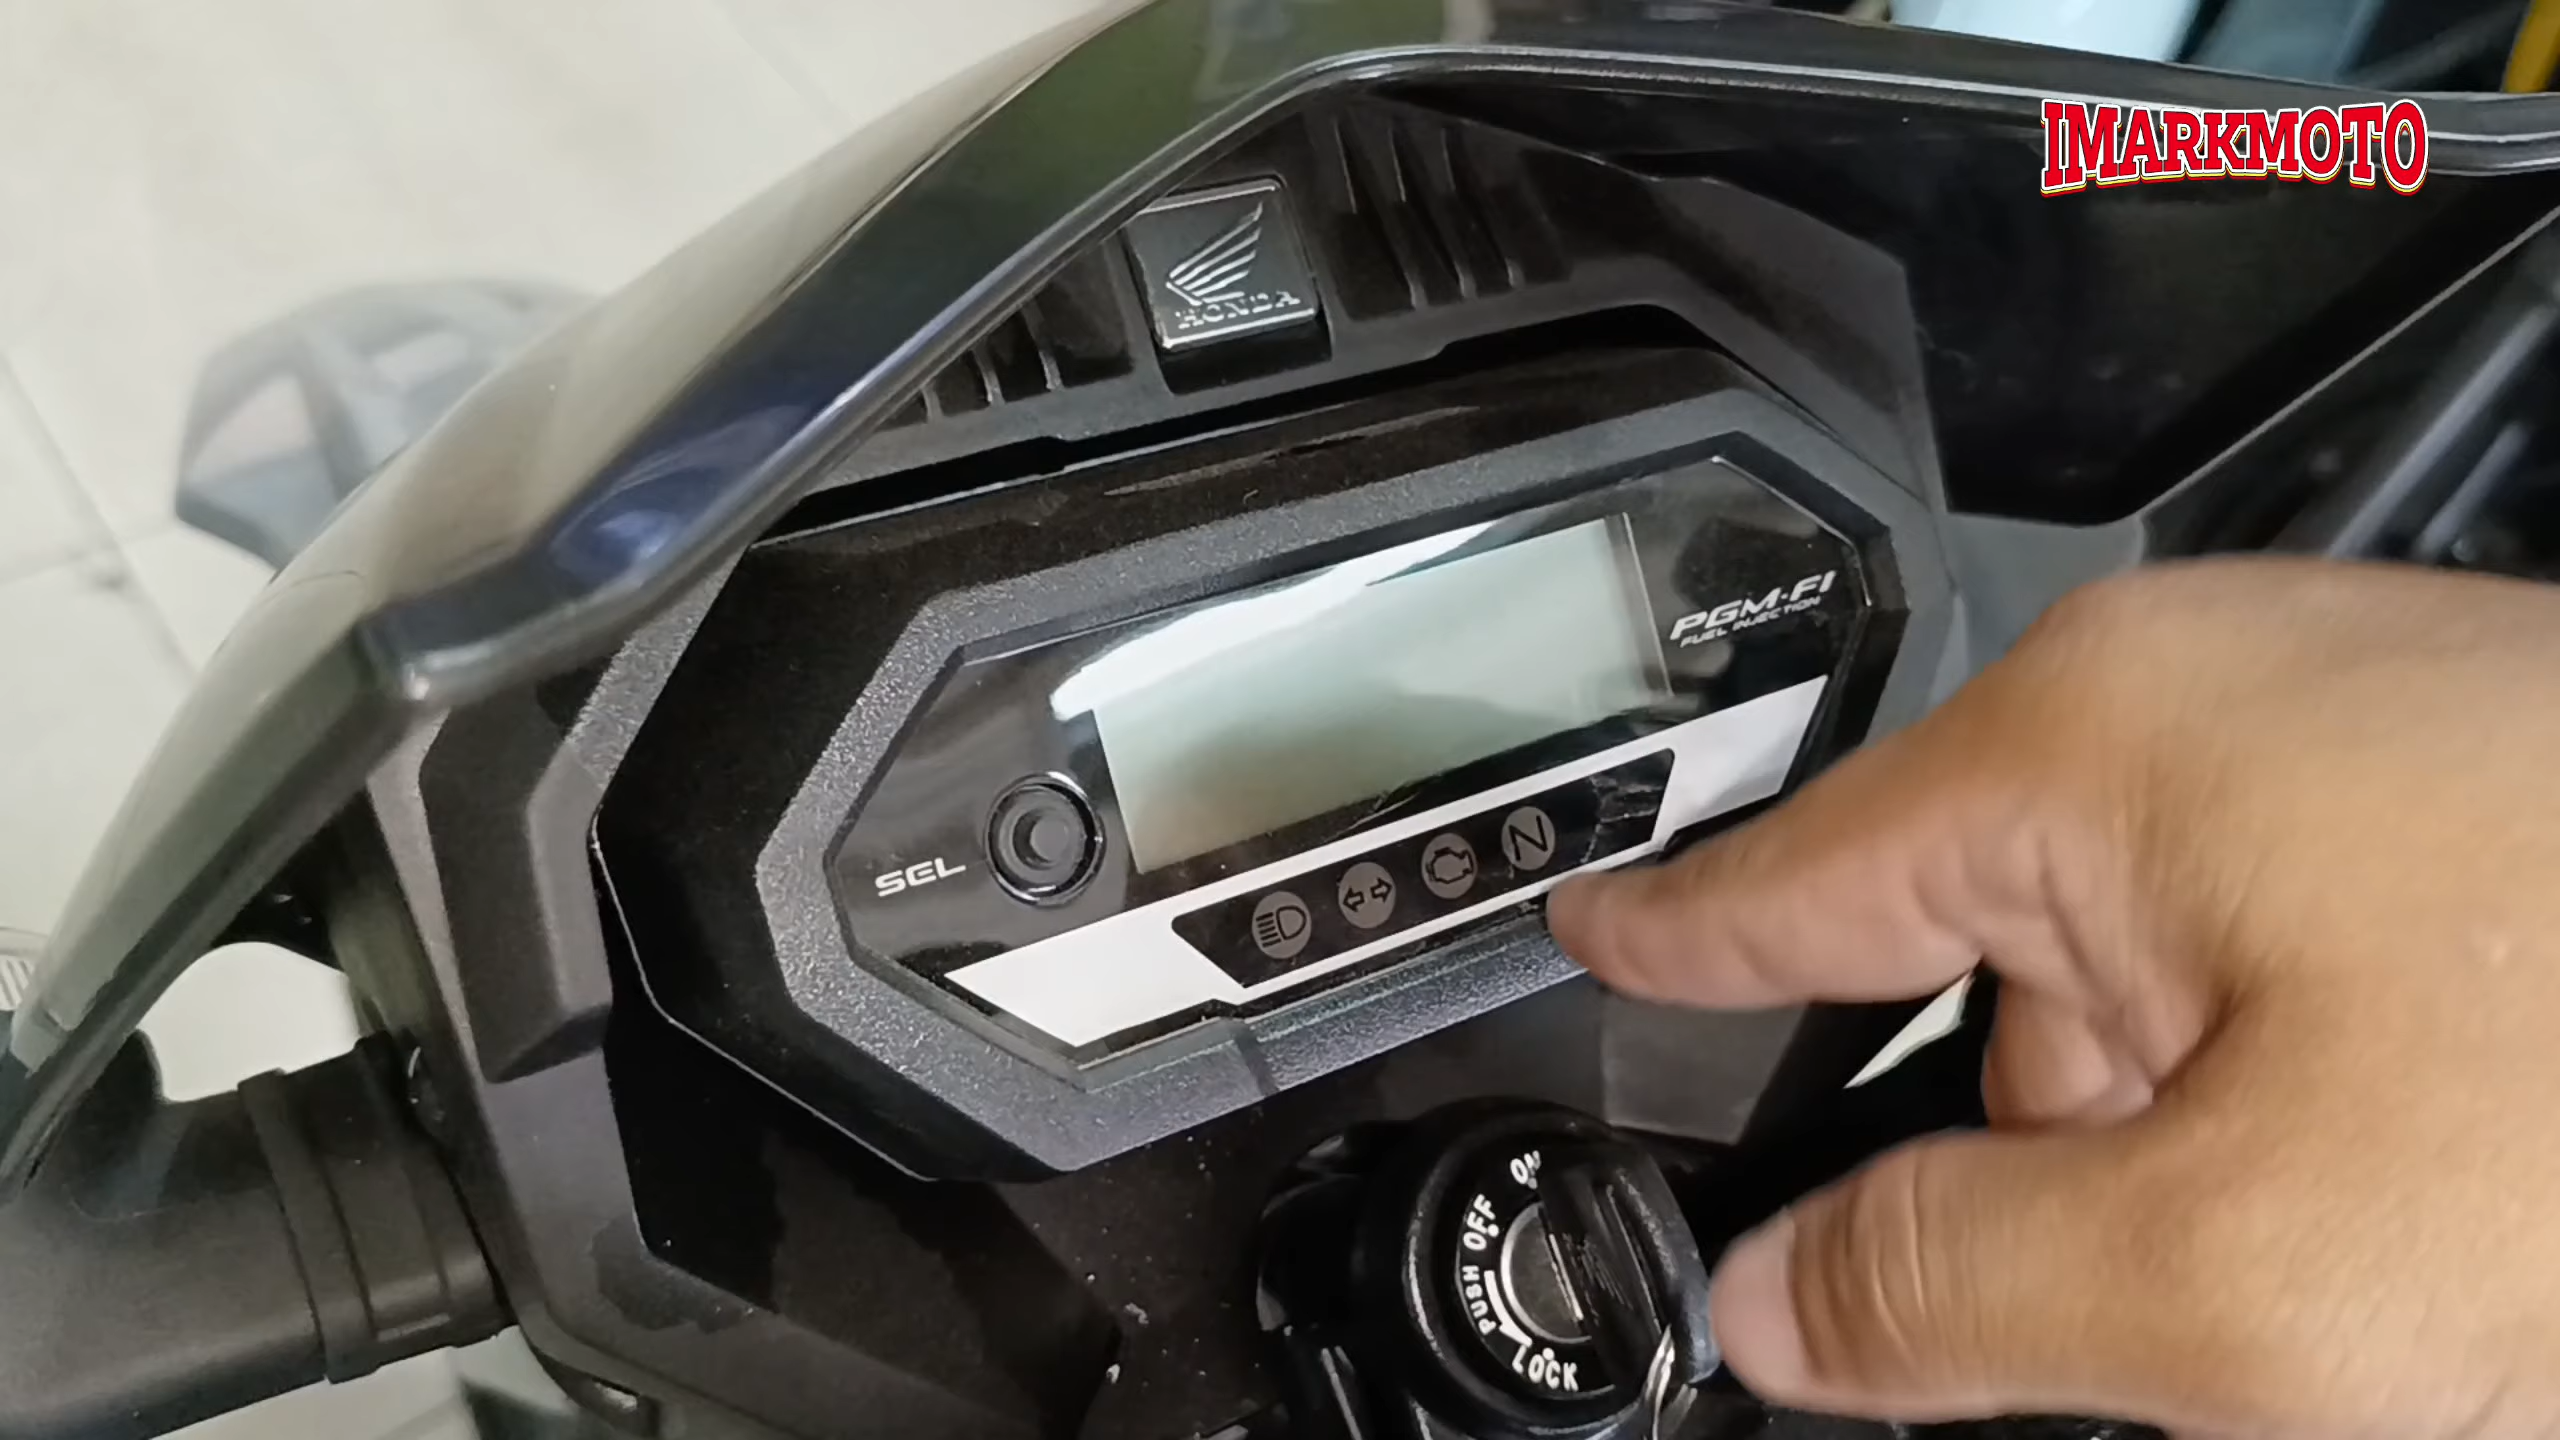 IMARKMOTO
HONDA
PGM-FI
FUEL INJECTION
SEL
N
ON
OFF
PUSH
LOCK